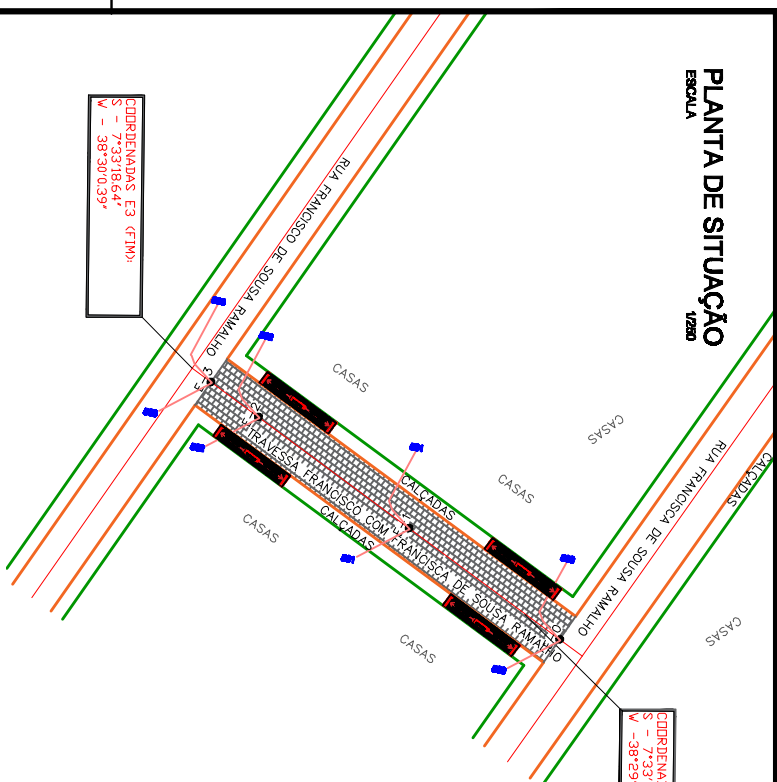 PLANTA DE SITUAÇÃO
ESCALA
1/250
COORDENADAS E3 (FIM):
S - 7°33'18.64"
W - 38°30'0.39"
RUA FRANCISCO DE SOUSA RAMALHO
RUA FRANCISCA DE SOUSA RAMALHO
CALÇADAS
CASAS
CASAS
CASAS
CASAS
CALÇADAS
TRAVESSA FRANCISCO COM FRANCISCA DE SOUSA RAMALHO
CALÇADAS
CASAS
CASAS
COORDENA
S - 7°33'
W -38°29'